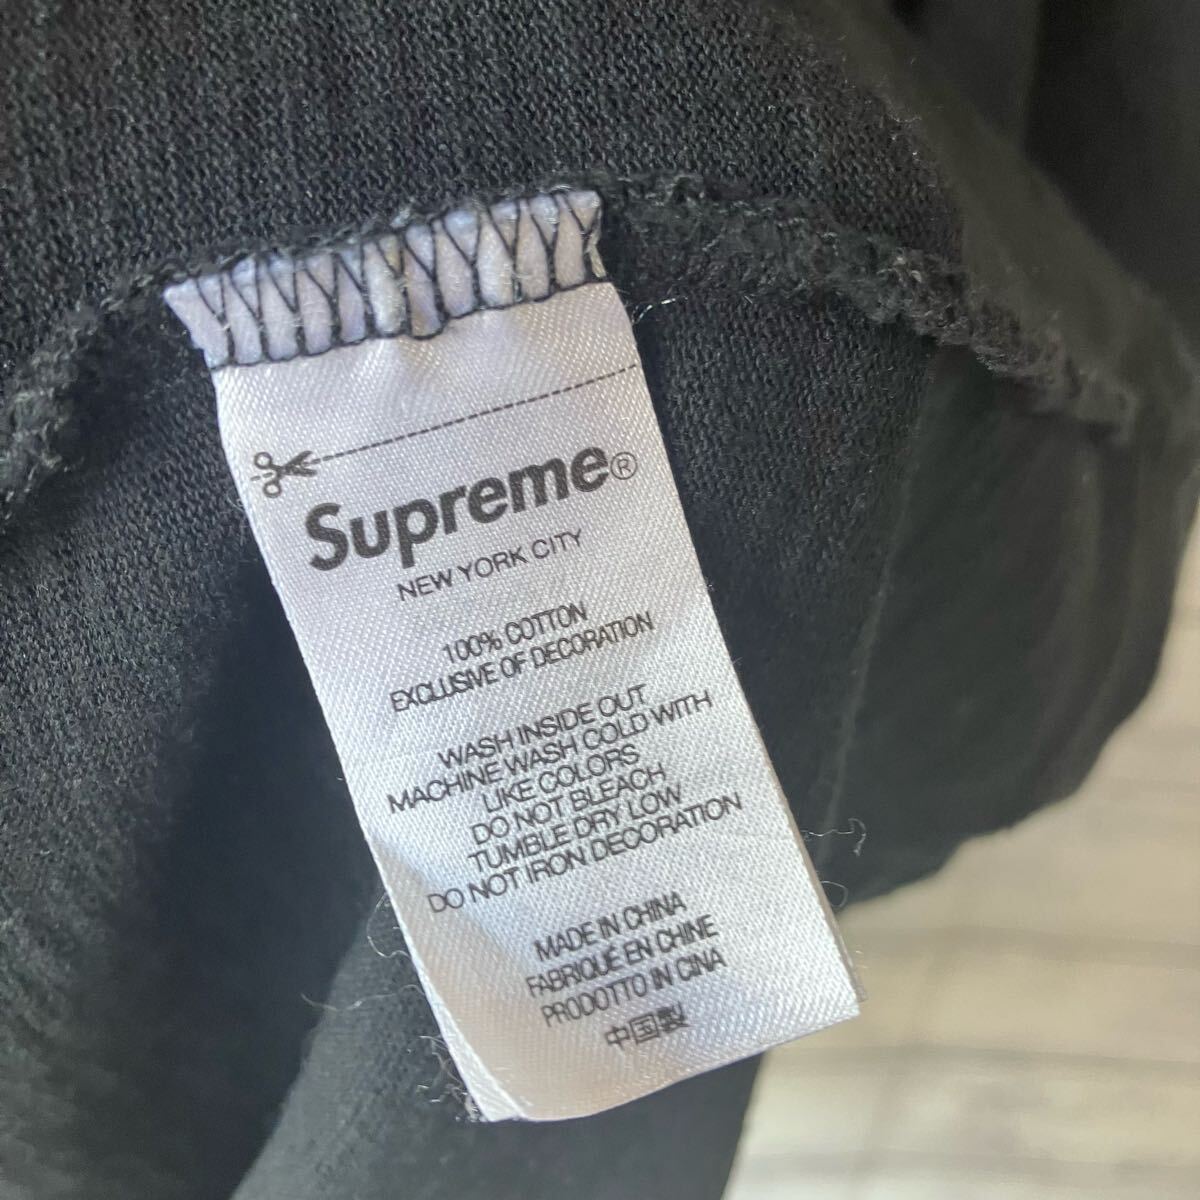 Supreme®
NEW YORK CITY
100% COTTON
EXCLUSIVE OF DECORATION
WASH INSIDE OUT
MACHINE WASH COLD WITH
LIKE COLORS
DO NOT BLEACH
TUMBLE DRY LOW
DO NOT IRON DECORATION
MADE IN CHINA
FABRIQUÉ EN CHINE
PRODOTTO IN CINA
中国製